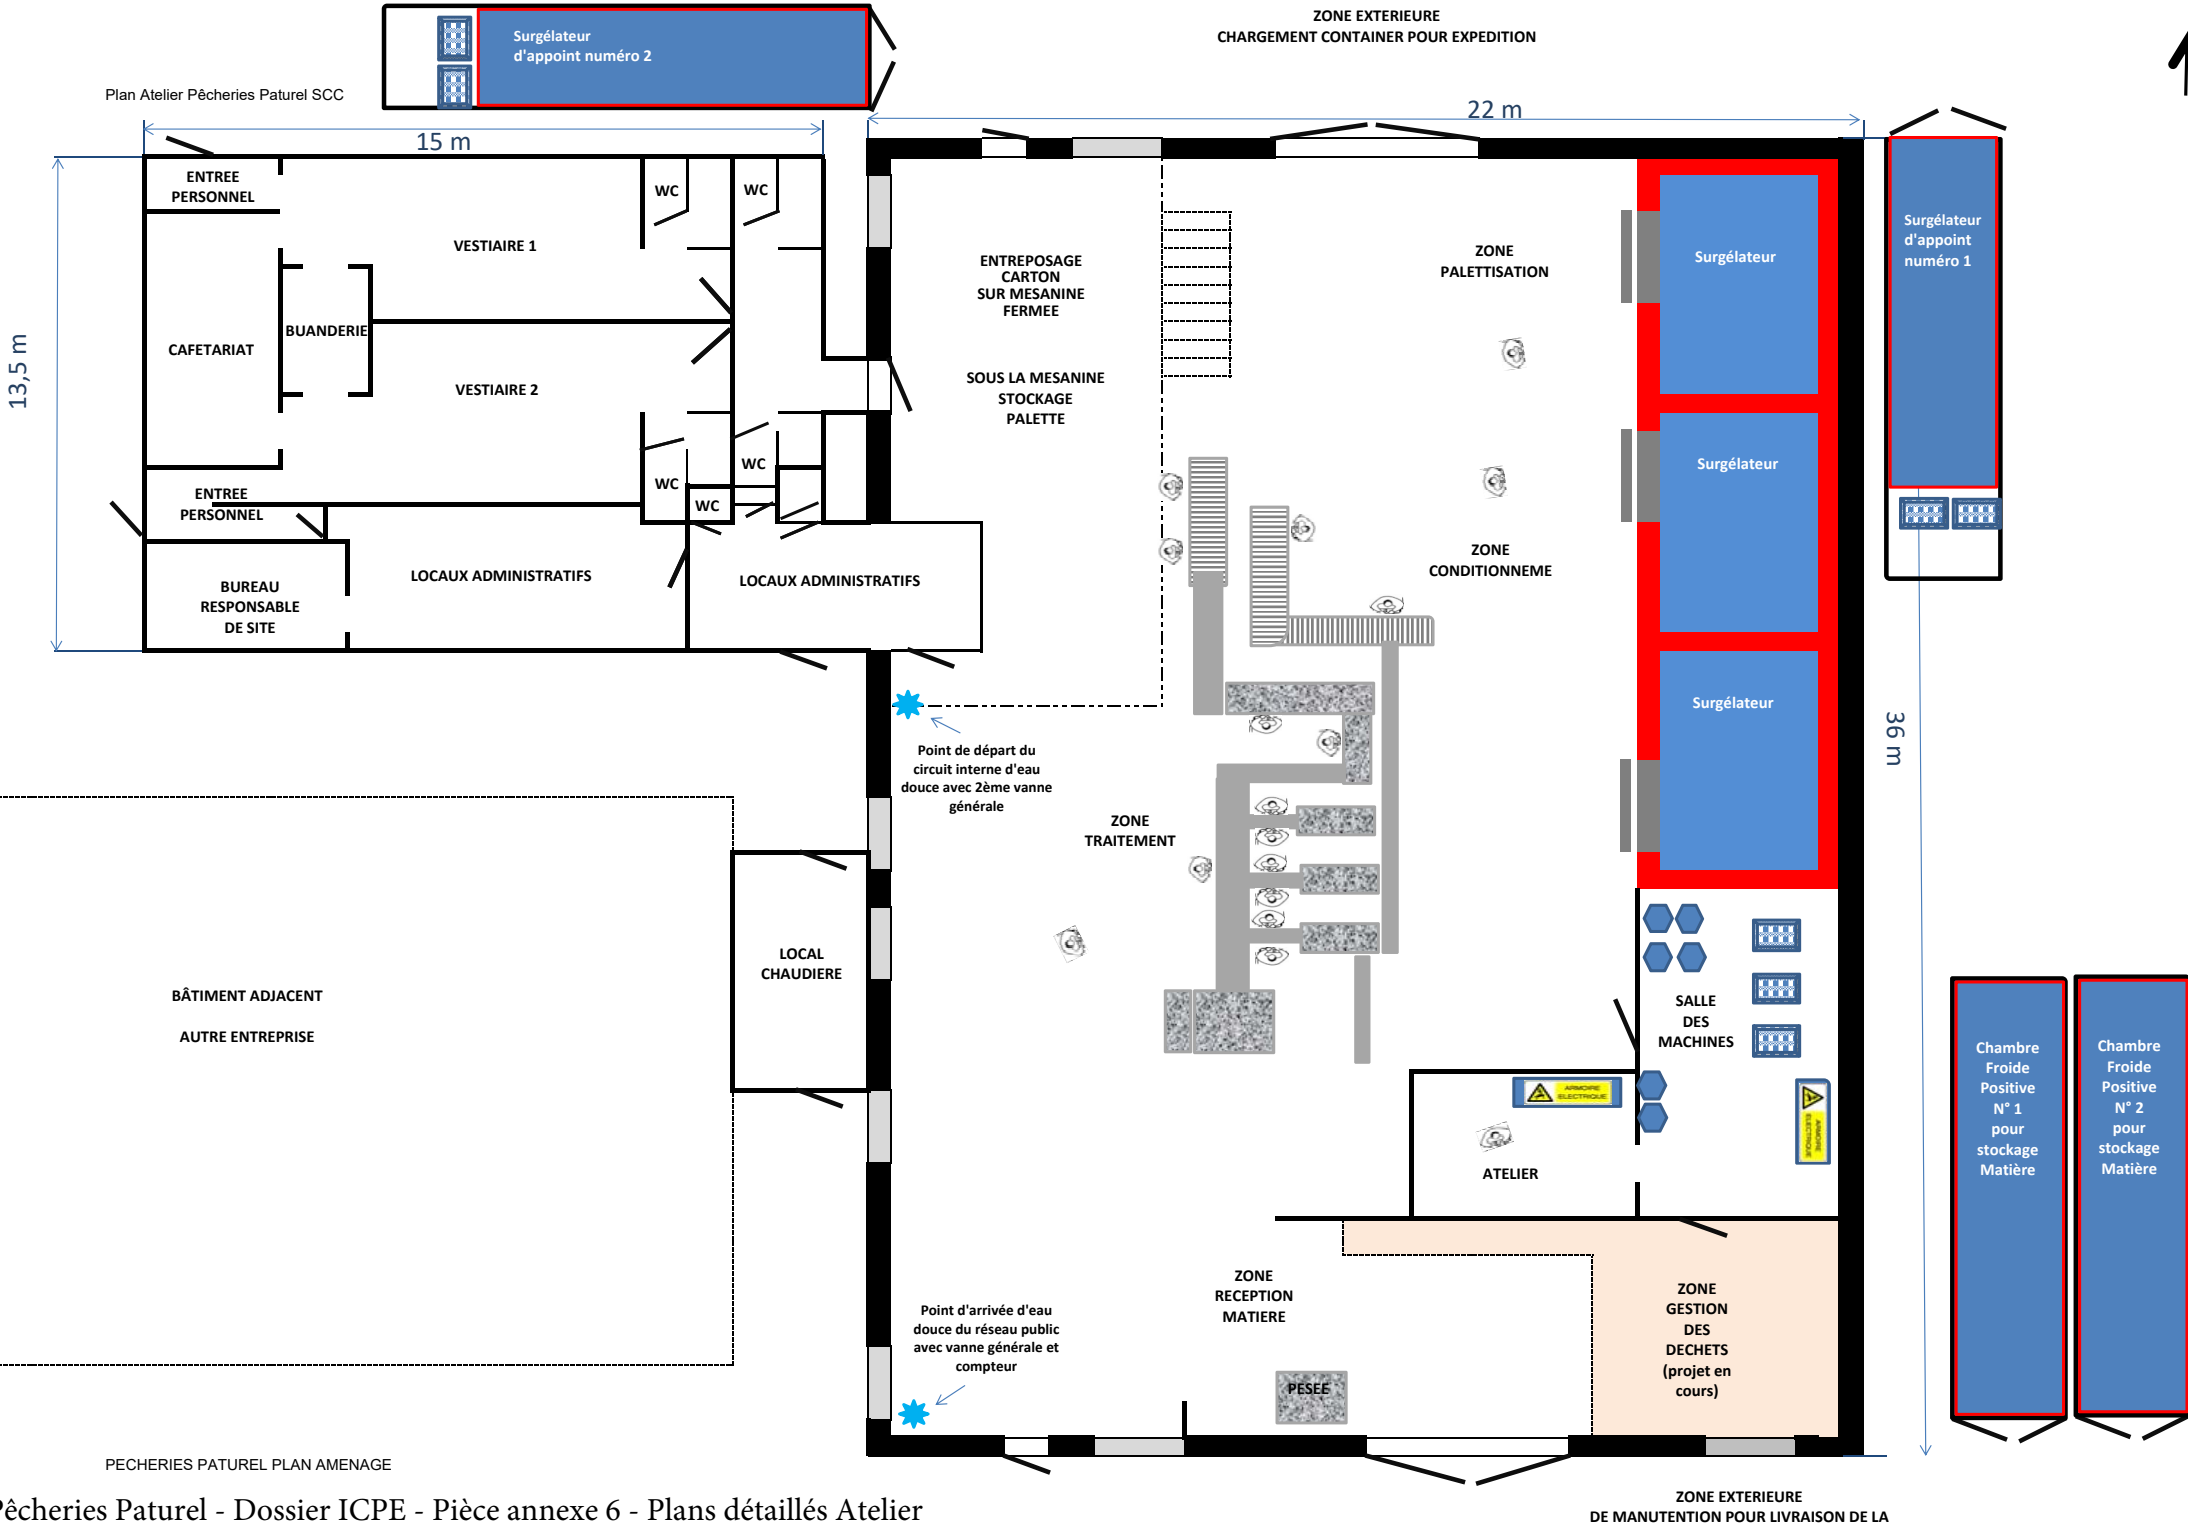 ZONE EXTERIEURE
CHARGEMENT CONTAINER POUR EXPEDITION
Surgélateur
d'appoint numéro 2
Plan Atelier Pêcheries Paturel SCC
22 m
15 m
13,5 m
ENTREE
PERSONNEL
WC
WC
VESTIAIRE 1
CAFETARIAT
BUANDERIE
VESTIAIRE 2
WC
WC
WC
ENTREE
PERSONNEL
BUREAU
RESPONSABLE
DE SITE
LOCAUX ADMINISTRATIFS
LOCAUX ADMINISTRATIFS
ENTREPOSAGE
CARTON
SUR MESANINE
FERMEE
SOUS LA MESANINE
STOCKAGE
PALETTE
ZONE
PALETTISATION
ZONE
CONDITIONNEME
Surgélateur
Surgélateur
Surgélateur
Surgélateur
d'appoint
numéro 1
36 m
Point de départ du
circuit interne d'eau
douce avec 2ème vanne
générale
ZONE
TRAITEMENT
LOCAL
CHAUDIERE
BÂTIMENT ADJACENT
AUTRE ENTREPRISE
SALLE
DES
MACHINES
ARMOIRE
ELECTRIQUE
ARMOIRE
ELECTRIQUE
ATELIER
Chambre
Froide
Positive
N° 1
pour
stockage
Matière
Chambre
Froide
Positive
N° 2
pour
stockage
Matière
ZONE
RECEPTION
MATIERE
ZONE
GESTION
DES
DECHETS
(projet en
cours)
Point d'arrivée d'eau
douce du réseau public
avec vanne générale et
compteur
PESEE
PECHERIES PATUREL PLAN AMENAGE
Pêcheries Paturel - Dossier ICPE - Pièce annexe 6 - Plans détaillés Atelier
ZONE EXTERIEURE
DE MANUTENTION POUR LIVRAISON DE LA